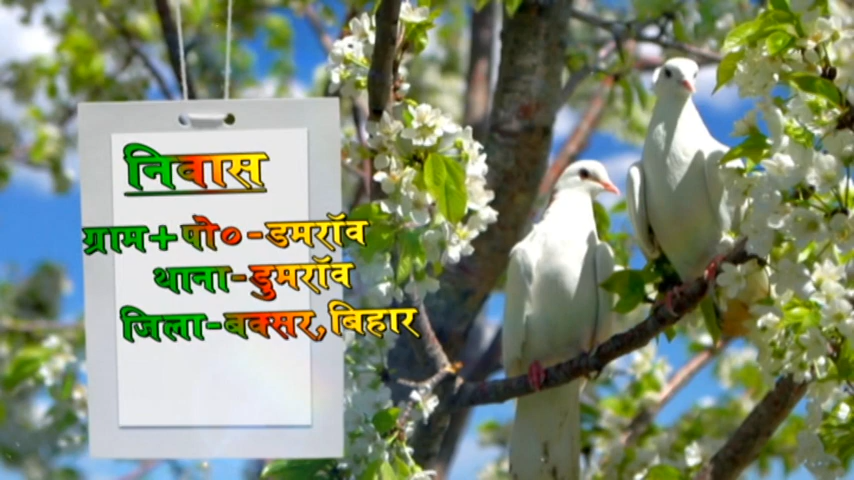 निवास
ग्राम+पो०-डमरॉव
थाना-डुमरॉव
जिला-बक्सर,बिहार